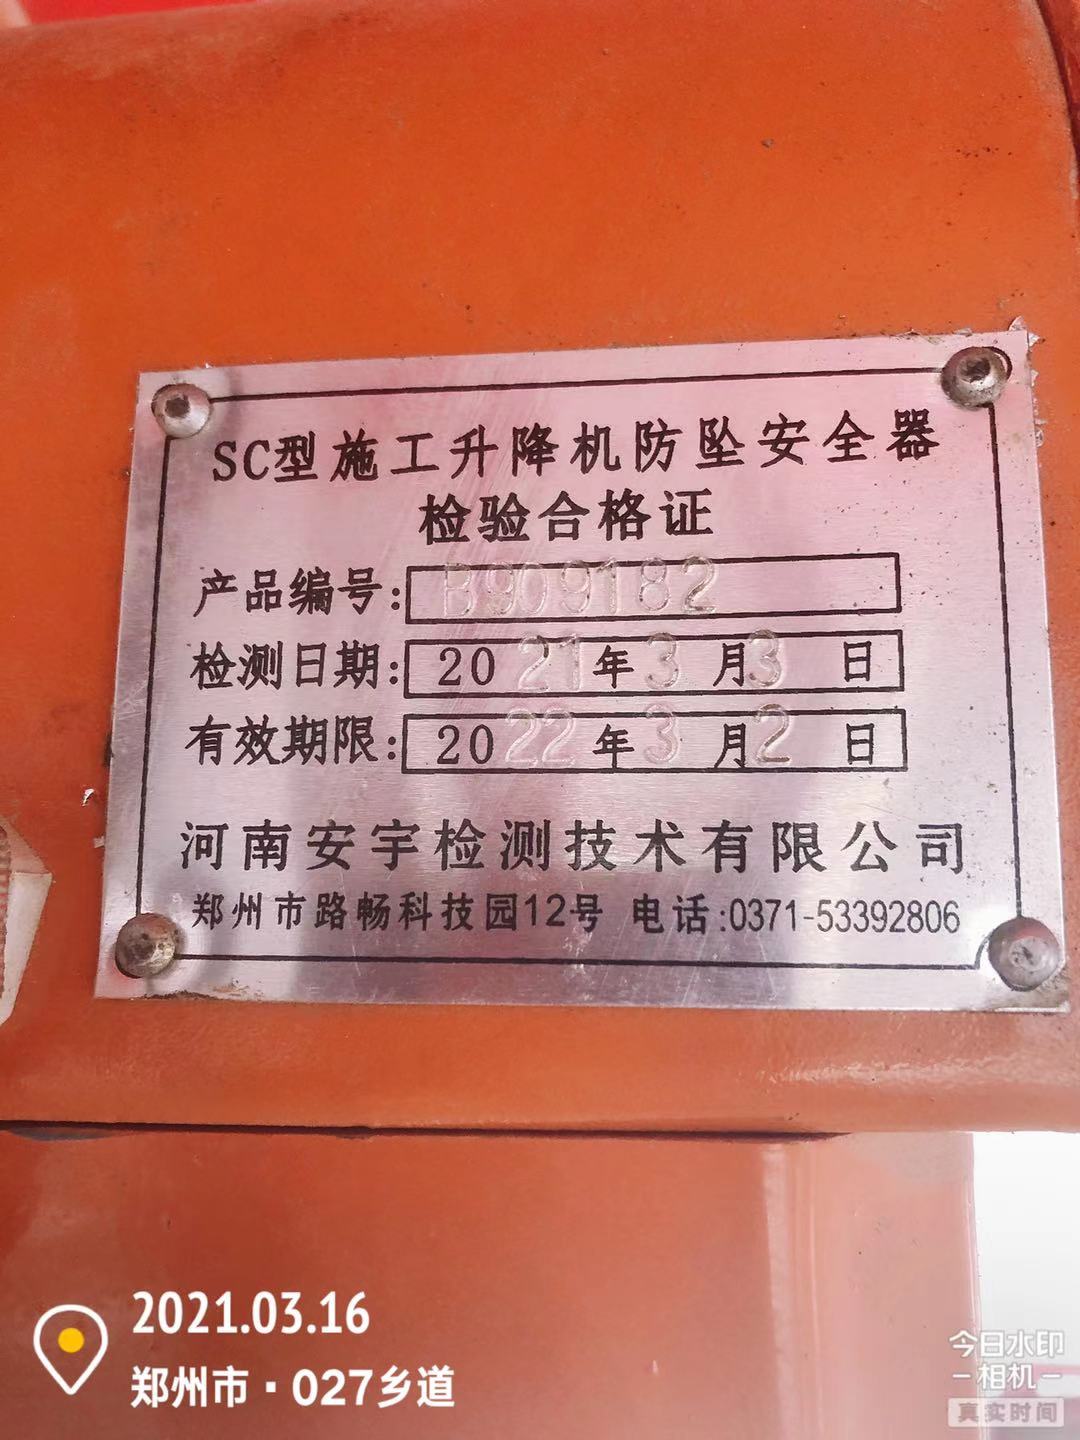 SC型施工升降机防坠安全器
检验合格证
产品编号:B909182
检测日期:2021年3月3日
有效期限:2022年3月2日
河南安宇检测技术有限公司
郑州市路畅科技园12号 电话:0371-53392806
2021.03.16
郑州市·027乡道
今日水印
相机
真实时间